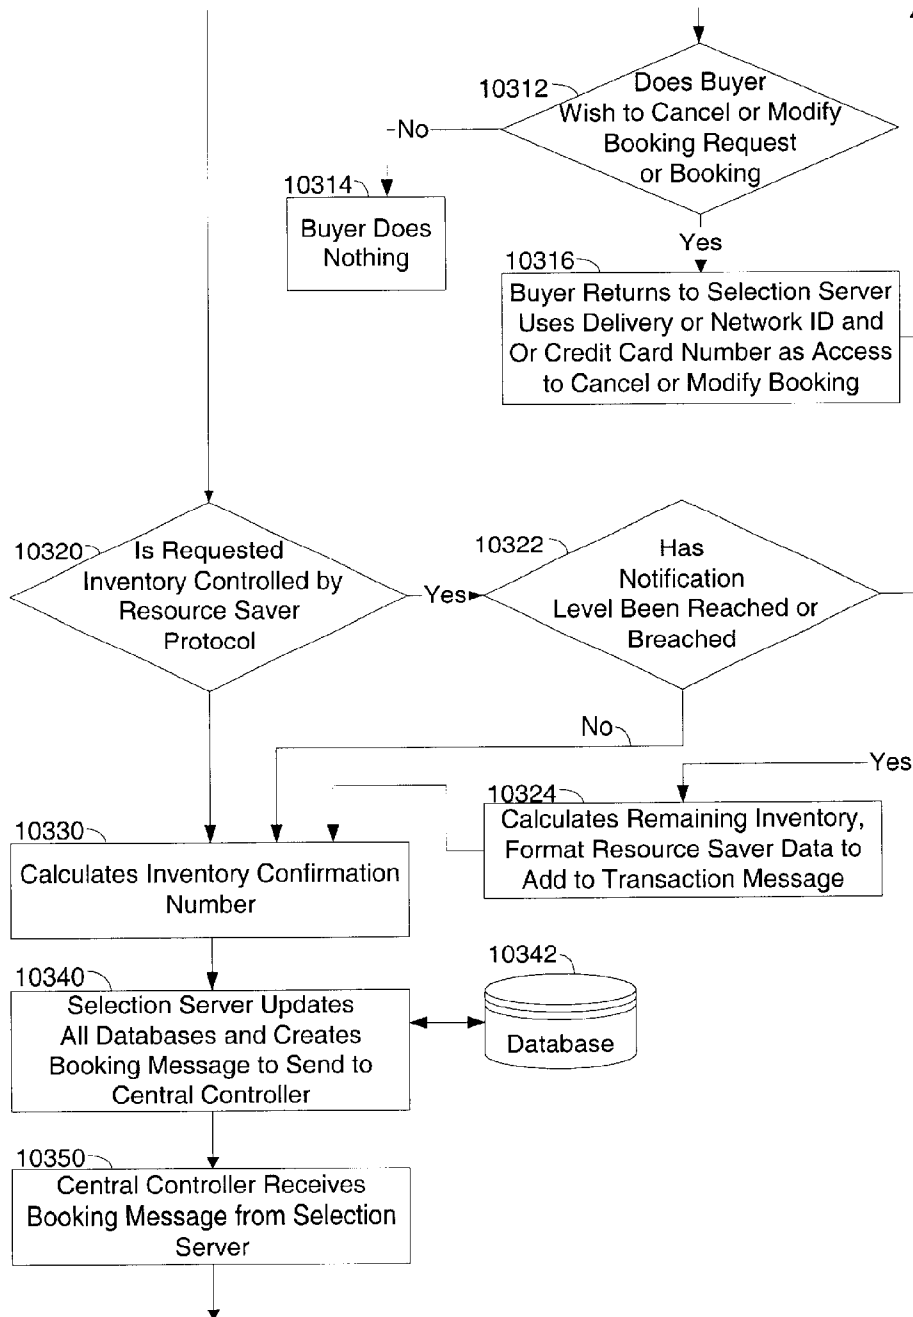 10312
Does Buyer
Wish to Cancel or Modify
Booking Request
or Booking
No
10314
Buyer Does
Nothing
Yes
10316
Buyer Returns to Selection Server
Uses Delivery or Network ID and
Or Credit Card Number as Access
to Cancel or Modify Booking
10320
Is Requested
Inventory Controlled by
Resource Saver
Protocol
Yes
10322
Has
Notification
Level Been Reached or
Breached
No
Yes
10324
Calculates Remaining Inventory,
Format Resource Saver Data to
Add to Transaction Message
10330
Calculates Inventory Confirmation
Number
10340
Selection Server Updates
All Databases and Creates
Booking Message to Send to
Central Controller
10342
Database
10350
Central Controller Receives
Booking Message from Selection
Server